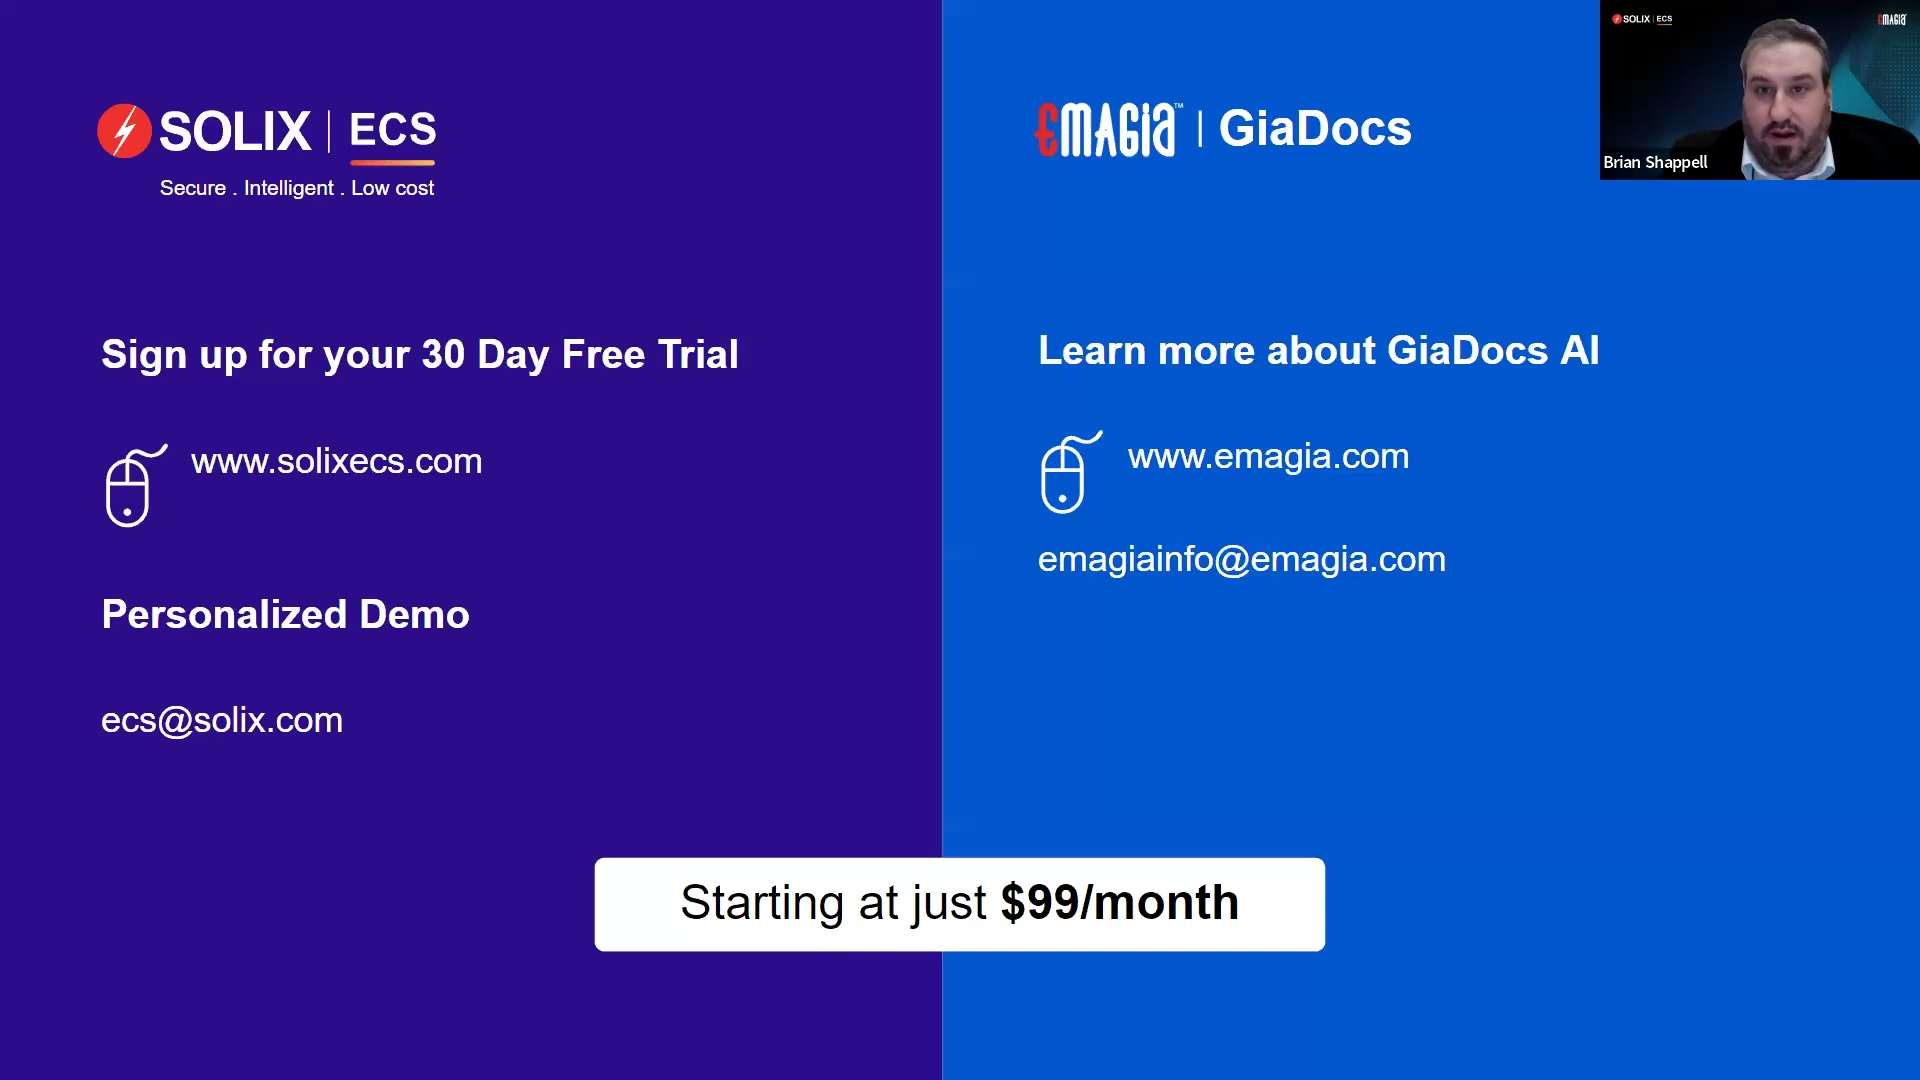 SOLIX | ECS
Secure . Intelligent . Low cost
Sign up for your 30 Day Free Trial
www.solixecs.com
Personalized Demo
ecs@solix.com
EMAGIA™ | GiaDocs
Learn more about GiaDocs AI
www.emagia.com
emagiainfo@emagia.com
Starting at just $99/month
SOLIX | ECS
EMAGIA
Brian Shappell